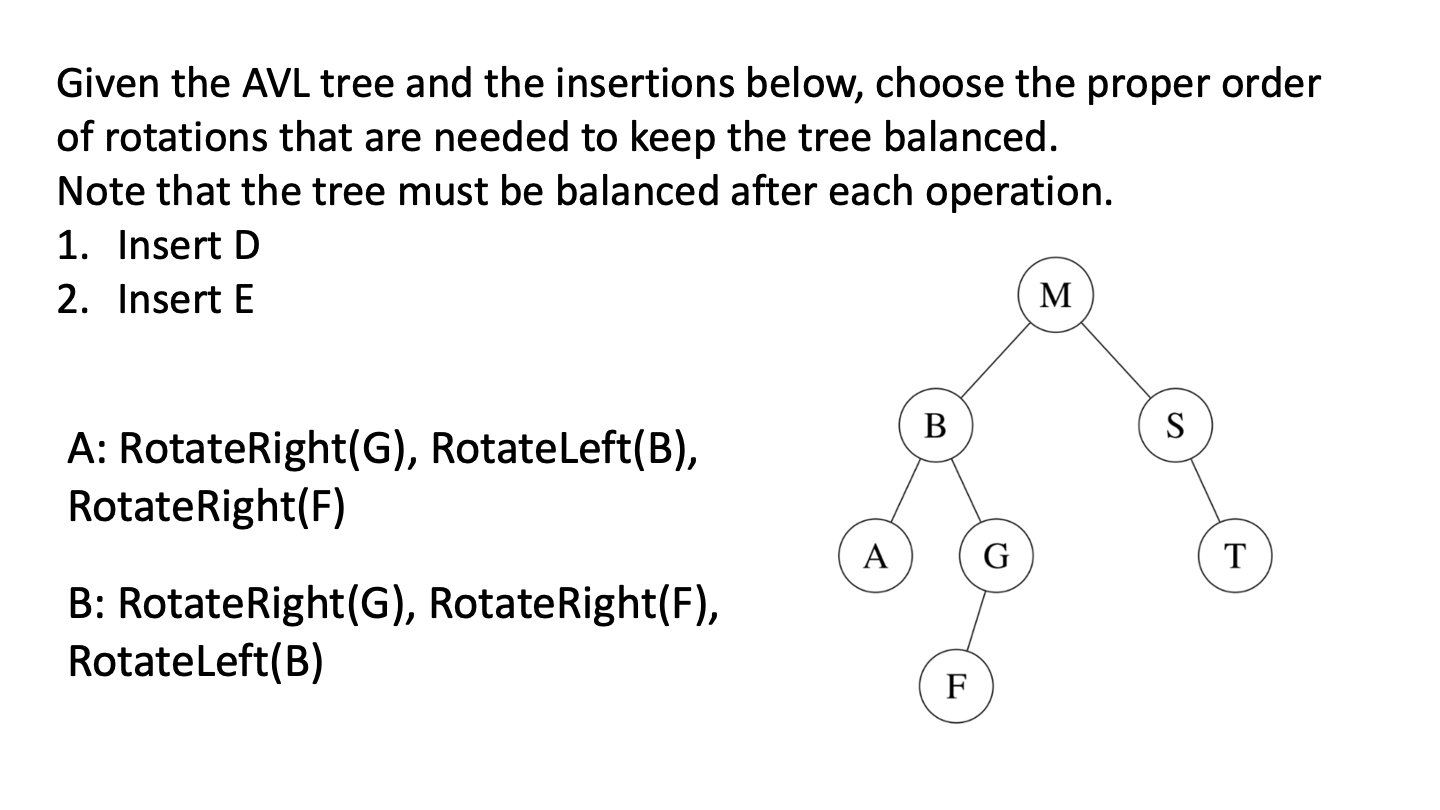 Given the AVL tree and the insertions below, choose the proper order
of rotations that are needed to keep the tree balanced.
Note that the tree must be balanced after each operation.
1. Insert D
2. Insert E
M
B
S
A: RotateRight(G), RotateLeft(B),
RotateRight(F)
A
G
T
B: RotateRight(G), RotateRight(F),
RotateLeft(B)
F